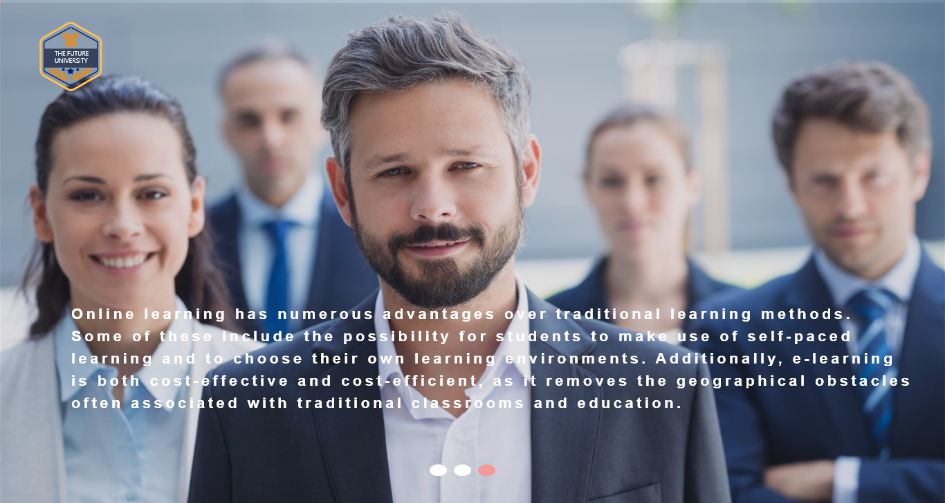 THE FUTURE
UNIVERSITY
Online learning has numerous advantages over traditional learning methods.
Some of these include the possibility for students to make use of self-paced
learning and to choose their own learning environments. Additionally, e-learning
is both cost-effective and cost-efficient, as it removes the geographical obstacles
often associated with traditional classrooms and education.